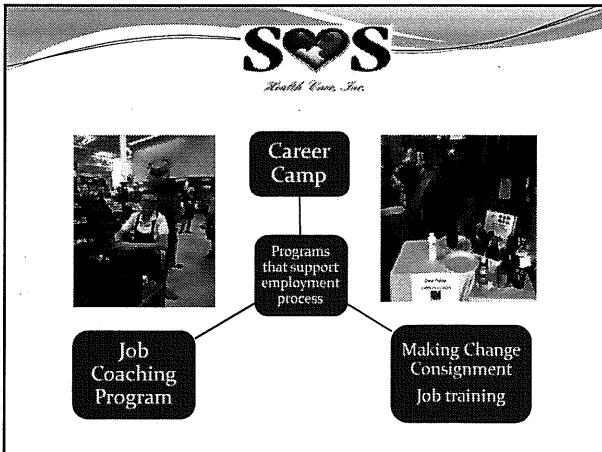 SOS
Health Care, Inc.
Career
Camp
Programs
that support
employment
process
Job
Coaching
Program
Making Change
Consignment
Job training